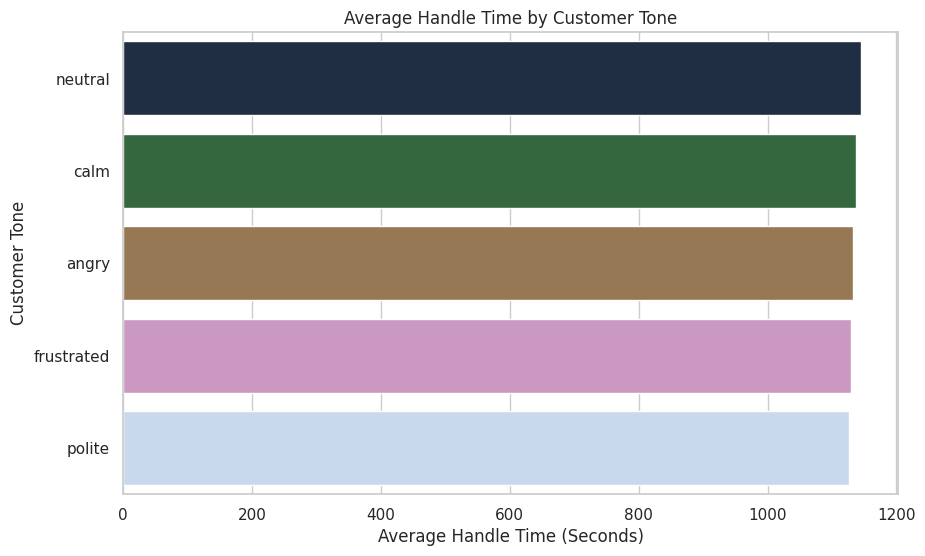 Average Handle Time by Customer Tone
Customer Tone
neutral
calm
angry
frustrated
polite
0 200 400 600 800 1000 1200
Average Handle Time (Seconds)